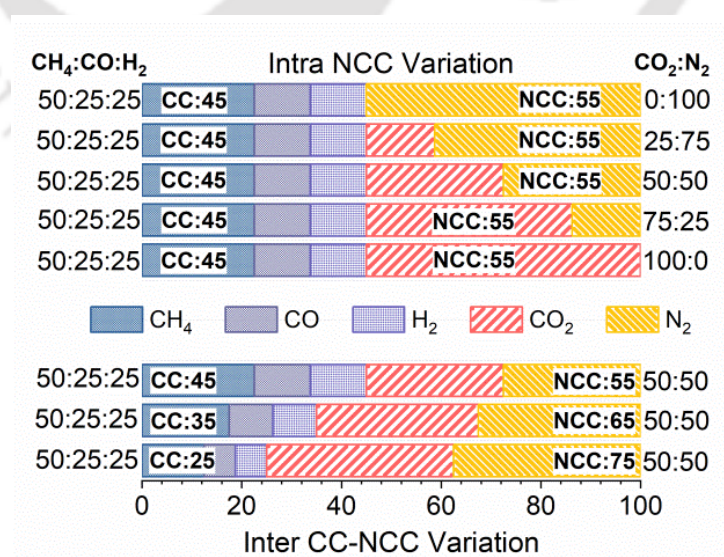 CH₄:CO:H₂ Intra NCC Variation CO₂:N₂
50:25:25 CC:45 NCC:55 0:100
50:25:25 CC:45 NCC:55 25:75
50:25:25 CC:45 NCC:55 50:50
50:25:25 CC:45 NCC:55 75:25
50:25:25 CC:45 NCC:55 100:0
CH₄ CO H₂ CO₂ N₂
50:25:25 CC:45 NCC:55 50:50
50:25:25 CC:35 NCC:65 50:50
50:25:25 CC:25 NCC:75 50:50
0 20 40 60 80 100
Inter CC-NCC Variation